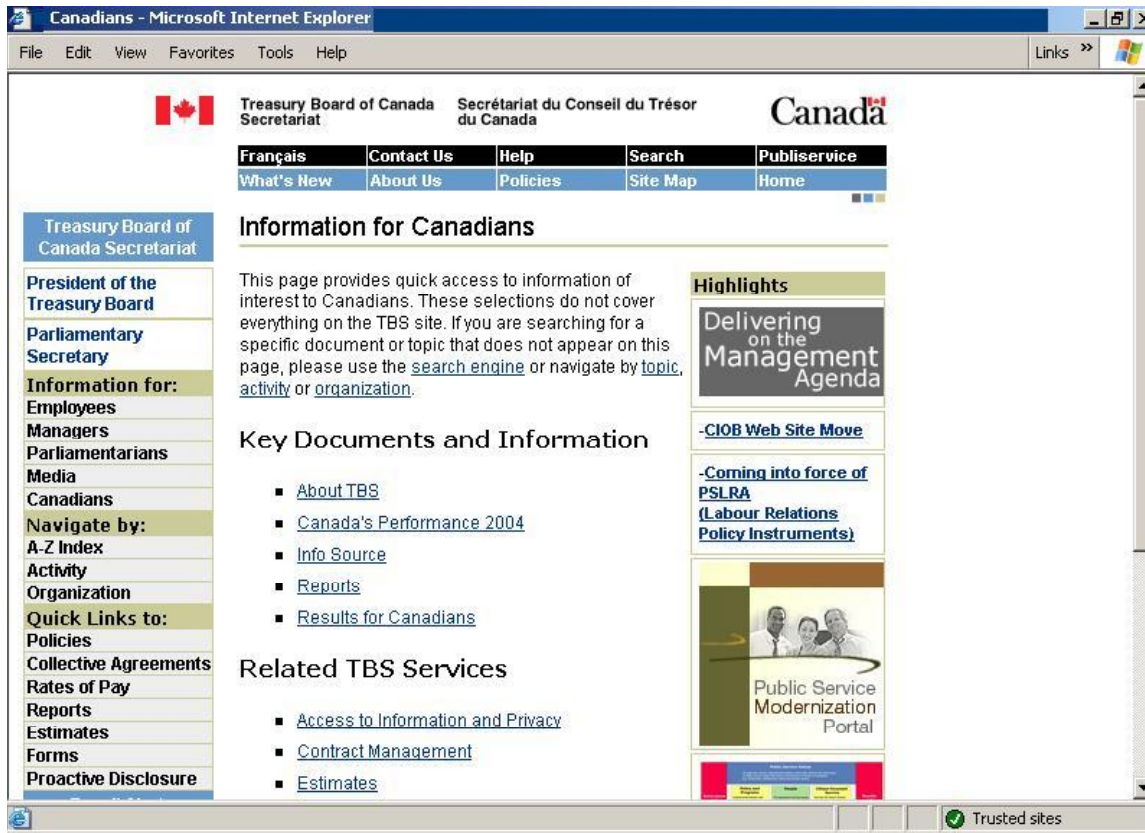 Canadians - Microsoft Internet Explorer
File Edit View Favorites Tools Help Links »
Treasury Board of Canada Secrétariat du Conseil du Trésor
Secretariat du Canada
Canada
Français Contact Us Help Search Publiservice
What's New About Us Policies Site Map Home
Treasury Board of
Canada Secretariat
President of the
Treasury Board
Parliamentary
Secretary
Information for:
Employees
Managers
Parliamentarians
Media
Canadians
Navigate by:
A-Z Index
Activity
Organization
Quick Links to:
Policies
Collective Agreements
Rates of Pay
Reports
Estimates
Forms
Proactive Disclosure
Information for Canadians
This page provides quick access to information of
interest to Canadians. These selections do not cover
everything on the TBS site. If you are searching for a
specific document or topic that does not appear on this
page, please use the search engine or navigate by topic,
activity or organization.
Key Documents and Information
About TBS
Canada's Performance 2004
Info Source
Reports
Results for Canadians
Related TBS Services
Access to Information and Privacy
Contract Management
Estimates
Highlights
Delivering
on the
Management
Agenda
-CIOB Web Site Move
-Coming into force of
PSLRA
(Labour Relations
Policy Instruments)
Public Service
Modernization
Portal
Trusted sites